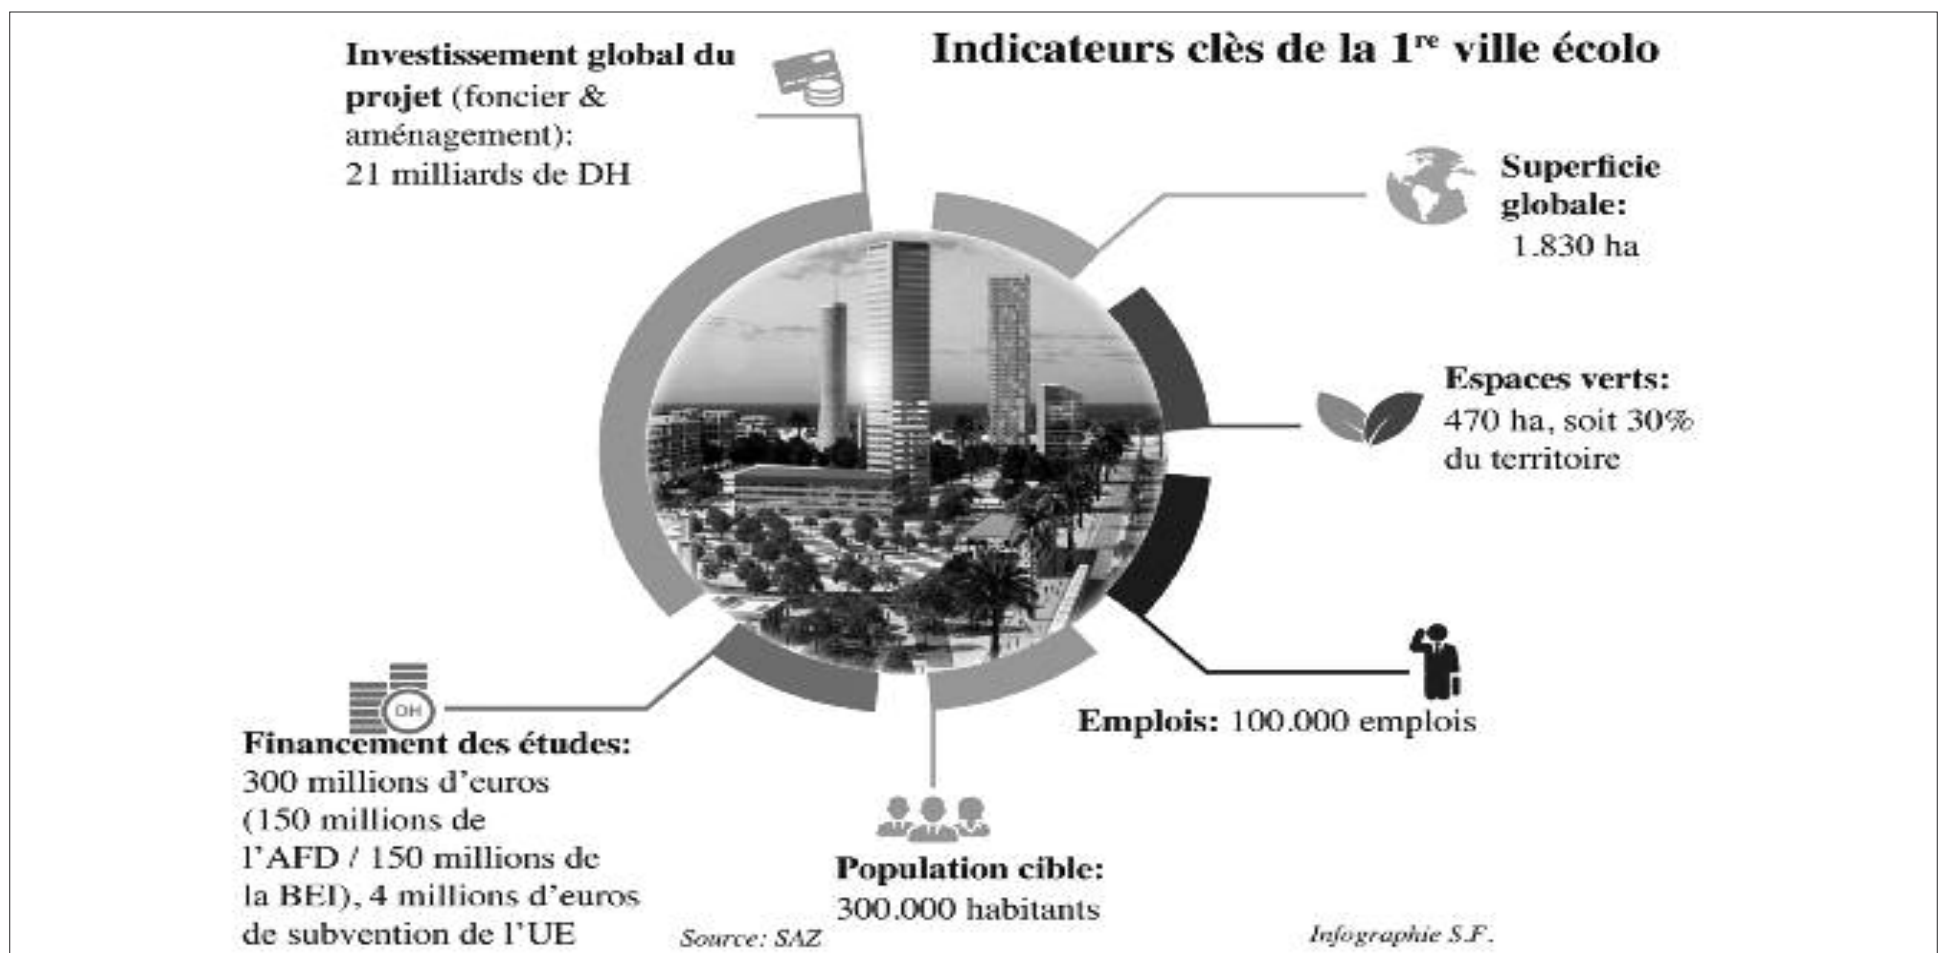 Indicateurs clès de la 1re ville écolo
Investissement global du
projet (foncier &
aménagement):
21 milliards de DH
Superficie
globale:
1.830 ha
Espaces verts:
470 ha, soit 30%
du territoire
Emplois: 100.000 emplois
Population cible:
300.000 habitants
DH
Financement des études:
300 millions d'euros
(150 millions de
l'AFD / 150 millions de
la BEI), 4 millions d'euros
de subvention de l'UE
Source: SAZ
Infographie S.F.